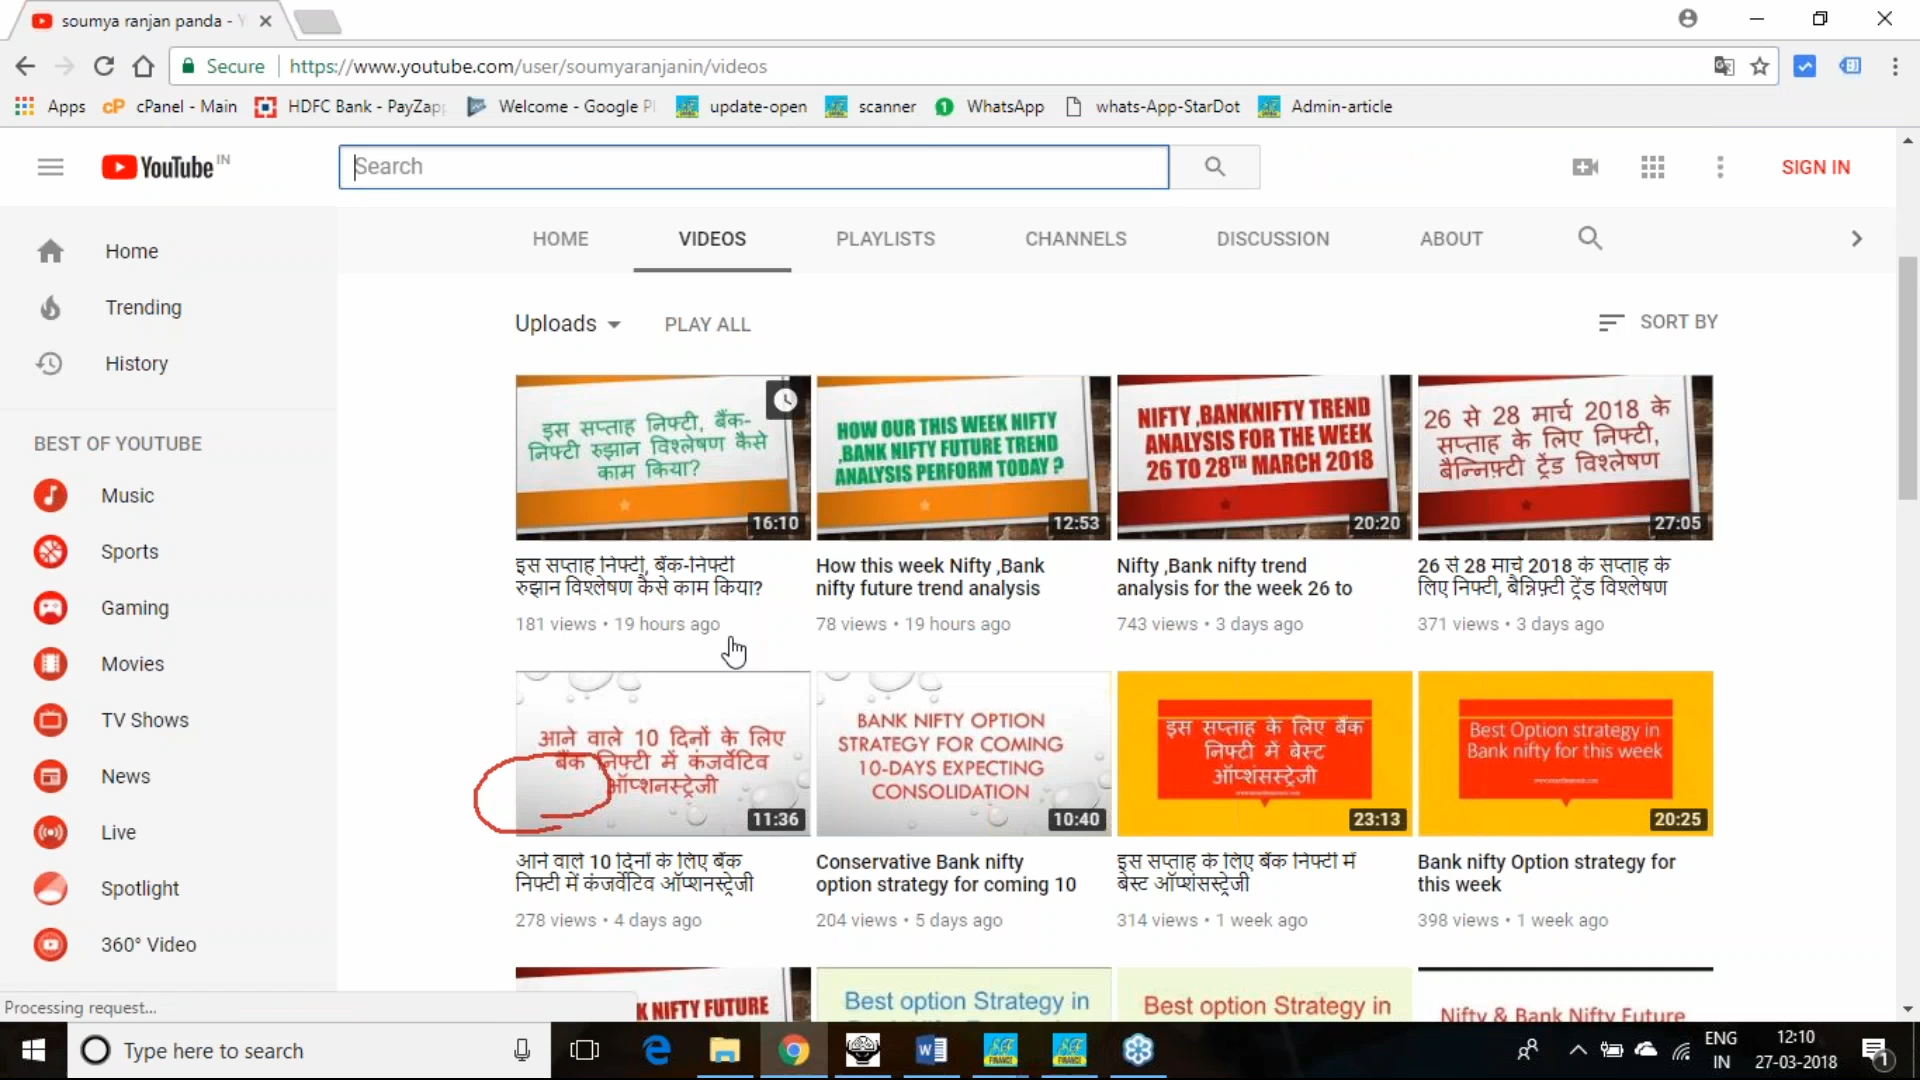 soumya ranjan panda - Y
Secure https://www.youtube.com/user/soumyaranjanin/videos
Apps cPanel - Main HDFC Bank - PayZapp Welcome - Google Pl update-open scanner WhatsApp whats-App-StarDot Admin-article
YouTube IN Search SIGN IN
HOME VIDEOS PLAYLISTS CHANNELS DISCUSSION ABOUT
Home
Trending
History
BEST OF YOUTUBE
Music
Sports
Gaming
Movies
TV Shows
News
Live
Spotlight
360° Video
Uploads PLAY ALL SORT BY
इस सप्ताह निफ्टी, बैंक-
निफ्टी रुझान विश्लेषण कैसे
काम किया?
16:10
HOW OUR THIS WEEK NIFTY
,BANK NIFTY FUTURE TREND
ANALYSIS PERFORM TODAY ?
12:53
NIFTY ,BANKNIFTY TREND
ANALYSIS FOR THE WEEK
26 TO 28TH MARCH 2018
20:20
26 से 28 मार्च 2018 के
सप्ताह के लिए निफ्टी,
बैन्निफ़्टी ट्रेंड विश्लेषण
27:05
इस सप्ताह निफ्टी, बैंक-निफ्टी
रुझान विश्लेषण कैसे काम किया?
181 views • 19 hours ago
How this week Nifty ,Bank
nifty future trend analysis
78 views • 19 hours ago
Nifty ,Bank nifty trend
analysis for the week 26 to
743 views • 3 days ago
26 से 28 मार्च 2018 के सप्ताह के
लिए निफ्टी, बैन्निफ़्टी ट्रेंड विश्लेषण
371 views • 3 days ago
आने वाले 10 दिनों के लिए
बैंक निफ्टी में कंजर्वेटिव
ऑप्शनस्ट्रेजी
11:36
BANK NIFTY OPTION
STRATEGY FOR COMING
10-DAYS EXPECTING
CONSOLIDATION
10:40
इस सप्ताह के लिए बैंक
निफ्टी में बेस्ट
ऑप्शंसस्ट्रेजी
23:13
Best Option strategy in
Bank nifty for this week
20:25
आने वाले 10 दिनों के लिए बैंक
निफ्टी में कंजर्वेटिव ऑप्शनस्ट्रेजी
278 views • 4 days ago
Conservative Bank nifty
option strategy for coming 10
204 views • 5 days ago
इस सप्ताह के लिए बैंक निफ्टी में
बेस्ट ऑप्शंसस्ट्रेजी
314 views • 1 week ago
Bank nifty Option strategy for
this week
398 views • 1 week ago
K NIFTY FUTURE
Best option Strategy in
Best option Strategy in
Nifty & Bank Nifty Future
Processing request...
Type here to search
ENG
IN
12:10
27-03-2018
1